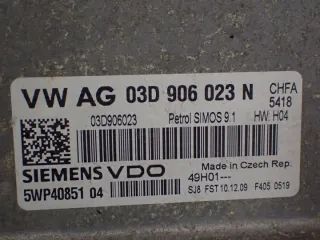 VW AG 03D 906 023 N CHFA
5418
03D906023 Petrol SIMOS 9.1 HW. H04
SIEMENS VDO Made in Czech Rep.
49H01---
5WP40851 04 SJ8 FST 10.12.09 F405 0519